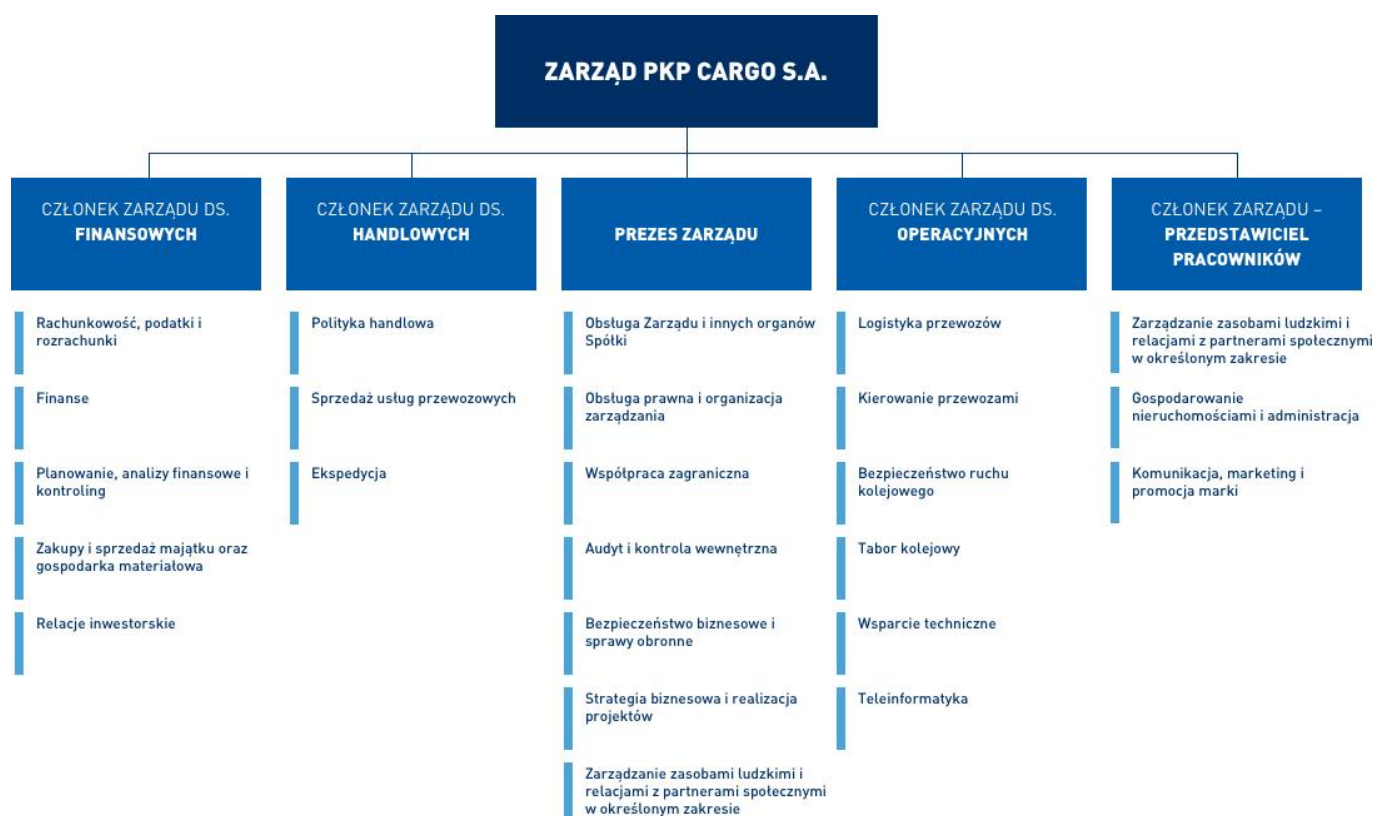 ZARZĄD PKP CARGO S.A.
CZŁONEK ZARZĄDU DS.
FINANSOWYCH
Rachunkowość, podatki i
rozrachunki
Finanse
Planowanie, analizy finansowe i
kontroling
Zakupy i sprzedaż majątku oraz
gospodarka materiałowa
Relacje inwestorskie
CZŁONEK ZARZĄDU DS.
HANDLOWYCH
Polityka handlowa
Sprzedaż usług przewozowych
Ekspedycja
PREZES ZARZĄDU
Obsługa Zarządu i innych organów
Spółki
Obsługa prawna i organizacja
zarządzania
Współpraca zagraniczna
Audyt i kontrola wewnętrzna
Bezpieczeństwo biznesowe i
sprawy obronne
Strategia biznesowa i realizacja
projektów
Zarządzanie zasobami ludzkimi i
relacjami z partnerami społecznymi
w określonym zakresie
CZŁONEK ZARZĄDU DS.
OPERACYJNYCH
Logistyka przewozów
Kierowanie przewozami
Bezpieczeństwo ruchu
kolejowego
Tabor kolejowy
Wsparcie techniczne
Teleinformatyka
CZŁONEK ZARZĄDU –
PRZEDSTAWICIEL
PRACOWNIKÓW
Zarządzanie zasobami ludzkimi i
relacjami z partnerami społecznymi
w określonym zakresie
Gospodarowanie
nieruchomościami i administracja
Komunikacja, marketing i
promocja marki